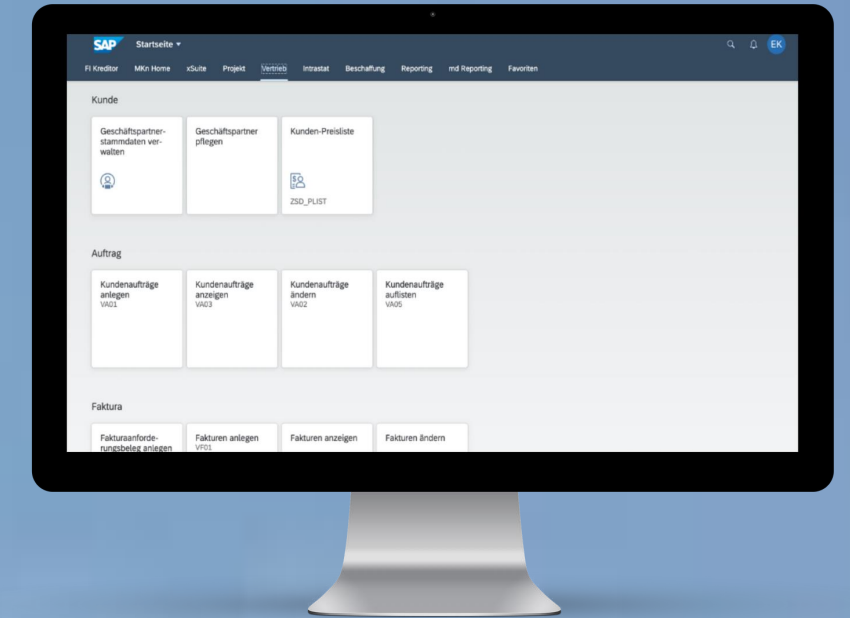 SAP Startseite EK
FI Kreditor MKn Home xSuite Projekt Vertrieb Intrastat Beschaffung Reporting md Reporting Favoriten
Kunde
Geschäftspartner-
stammdaten ver-
walten
Geschäftspartner
pflegen
Kunden-Preisliste
ZSD_PLIST
Auftrag
Kundenaufträge
anlegen
VA01
Kundenaufträge
anzeigen
VA03
Kundenaufträge
ändern
VA02
Kundenaufträge
auflisten
VA05
Faktura
Fakturaanforde-
rungsbeleg anlegen
Fakturen anlegen
VF01
Fakturen anzeigen
Fakturen ändern